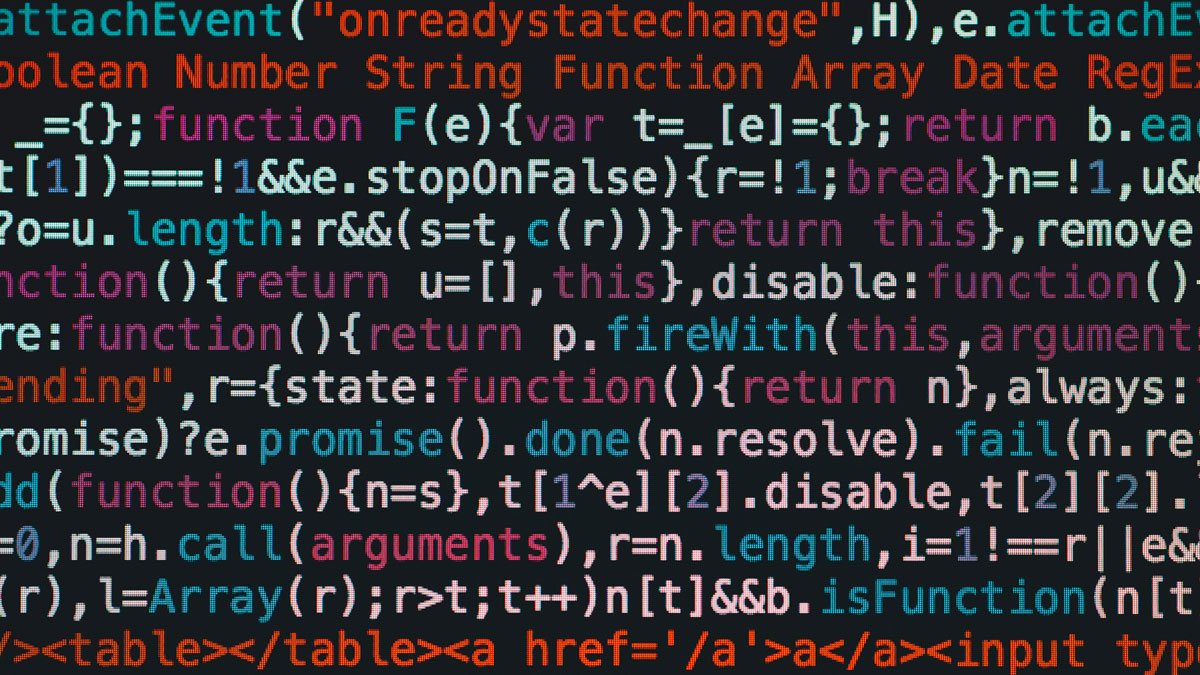 attachEvent("onreadystatechange",H),e.attachE
oolean Number String Function Array Date RegEx
_={};function F(e){var t=_[e]={};return b.ea
t[1])===!1&&e.stopOnFalse){r=!1;break}n=!1,u&&
?o=u.length:r&&(s=t,c(r))}return this},remove
nction(){return u=[],this},disable:function()
re:function(){return p.fireWith(this,argument
ending",r={state:function(){return n},always:
romise)?e.promise().done(n.resolve).fail(n.re
dd(function(){n=s},t[1^e][2].disable,t[2][2].
=0,n=h.call(arguments),r=n.length,i=1!==r||e&
(r),l=Array(r);r>t;t++)n[t]&&b.isFunction(n[t
/><table></table><a href='/a'>a</a><input typ